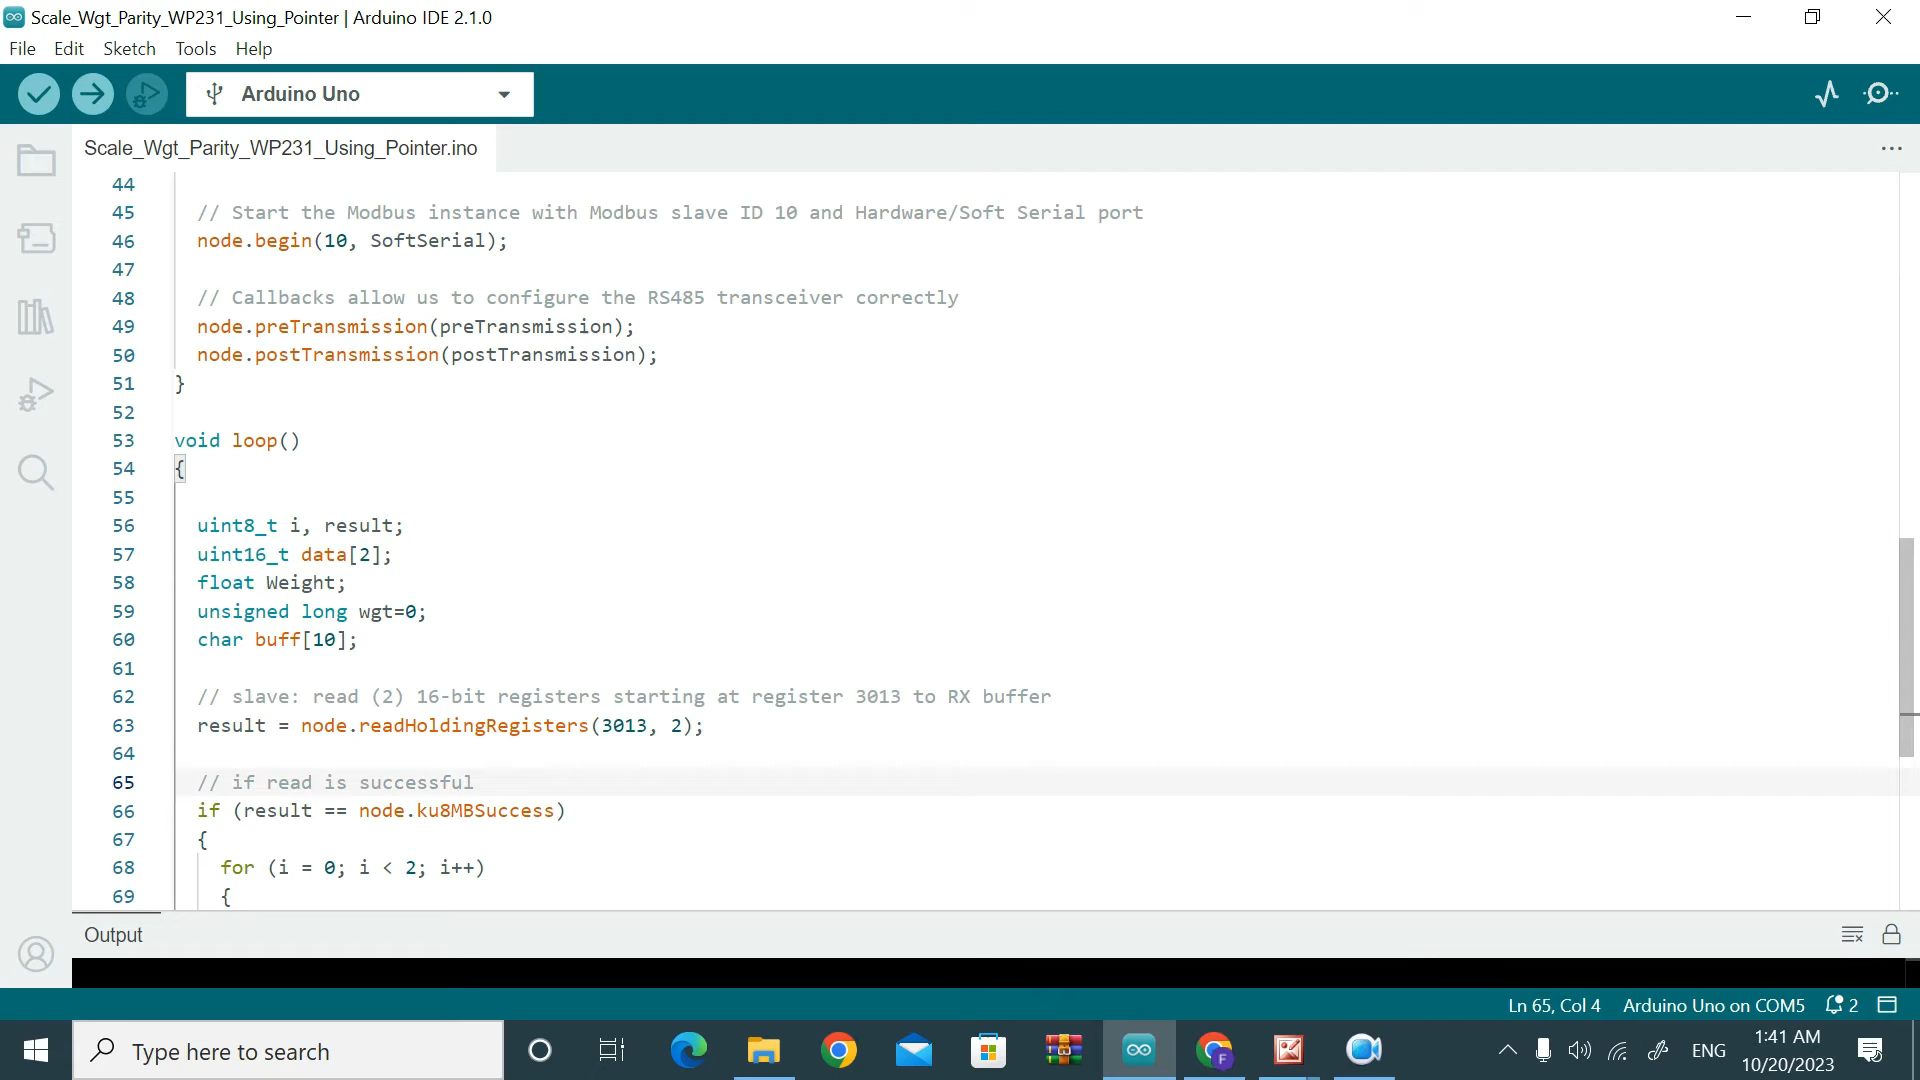 Scale_Wgt_Parity_WP231_Using_Pointer | Arduino IDE 2.1.0
File Edit Sketch Tools Help
Arduino Uno
Scale_Wgt_Parity_WP231_Using_Pointer.ino
44
45 // Start the Modbus instance with Modbus slave ID 10 and Hardware/Soft Serial port
46 node.begin(10, SoftSerial);
47
48 // Callbacks allow us to configure the RS485 transceiver correctly
49 node.preTransmission(preTransmission);
50 node.postTransmission(postTransmission);
51 }
52
53 void loop()
54 {
55
56 uint8_t i, result;
57 uint16_t data[2];
58 float Weight;
59 unsigned long wgt=0;
60 char buff[10];
61
62 // slave: read (2) 16-bit registers starting at register 3013 to RX buffer
63 result = node.readHoldingRegisters(3013, 2);
64
65 // if read is successful
66 if (result == node.ku8MBSuccess)
67 {
68 for (i = 0; i < 2; i++)
69 {
Output
Ln 65, Col 4 Arduino Uno on COM5 2
Type here to search
F
ENG
1:41 AM
10/20/2023